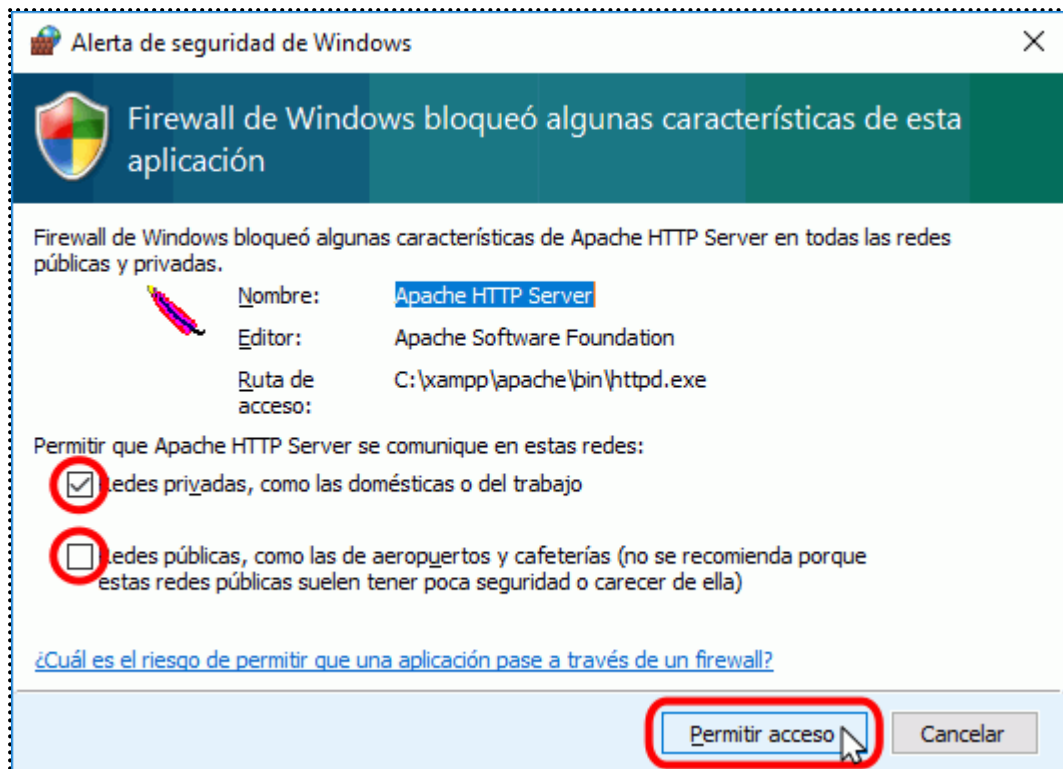 Alerta de seguridad de Windows
Firewall de Windows bloqueó algunas características de esta
aplicación
Firewall de Windows bloqueó algunas características de Apache HTTP Server en todas las redes
públicas y privadas.
Nombre: Apache HTTP Server
Editor: Apache Software Foundation
Ruta de C:\xampp\apache\bin\httpd.exe
acceso:
Permitir que Apache HTTP Server se comunique en estas redes:
Redes privadas, como las domésticas o del trabajo
Redes públicas, como las de aeropuertos y cafeterías (no se recomienda porque
estas redes públicas suelen tener poca seguridad o carecer de ella)
¿Cuál es el riesgo de permitir que una aplicación pase a través de un firewall?
Permitir acceso Cancelar